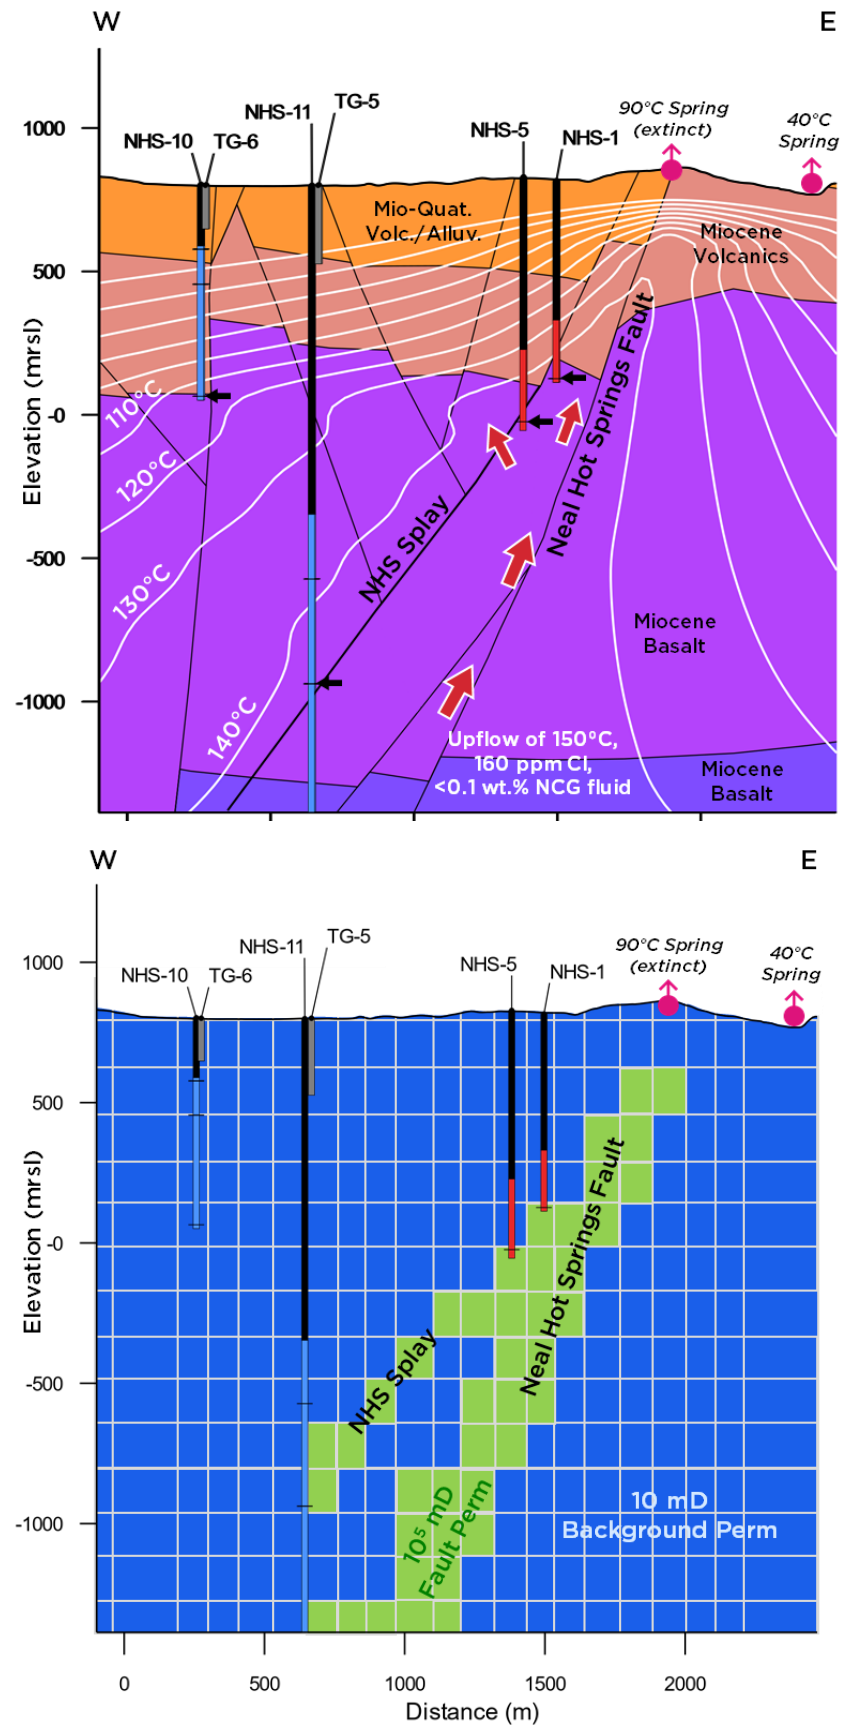 W
E
NHS-10
TG-6
NHS-11
TG-5
NHS-5
NHS-1
90°C Spring
(extinct)
40°C
Spring
1000
500
-0
-500
-1000
Elevation (mrsl)
Mio-Quat.
Volc./Alluv.
Miocene
Volcanics
110°C
120°C
130°C
140°C
NHS Splay
Neal Hot Springs Fault
Miocene
Basalt
Upflow of 150°C,
160 ppm Cl,
<0.1 wt.% NCG fluid
Miocene
Basalt
W
E
NHS-10
TG-6
NHS-11
TG-5
NHS-5
NHS-1
90°C Spring
(extinct)
40°C
Spring
1000
500
-0
-500
-1000
Elevation (mrsl)
NHS Splay
Neal Hot Springs Fault
10⁵ mD
Fault Perm
10 mD
Background Perm
0
500
1000
1500
2000
Distance (m)